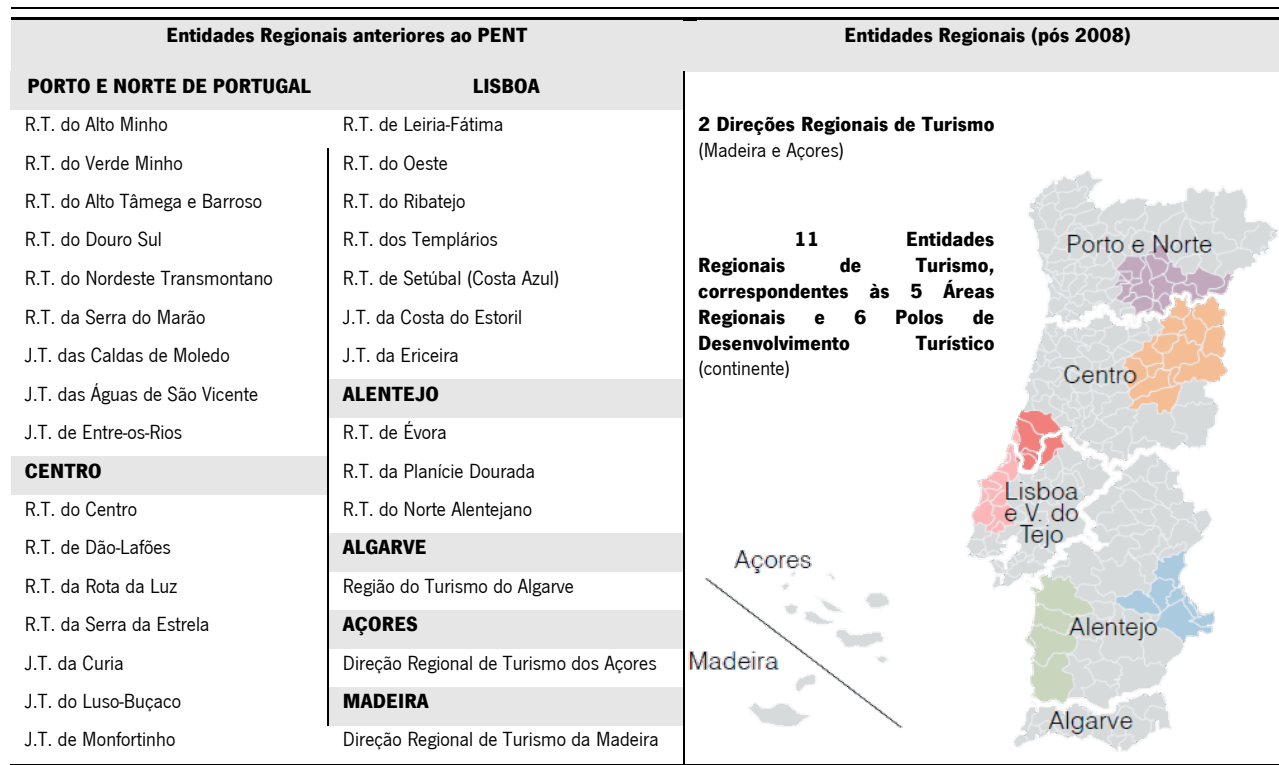 Entidades Regionais anteriores ao PENT
Entidades Regionais (pós 2008)
PORTO E NORTE DE PORTUGAL
R.T. do Alto Minho
R.T. do Verde Minho
R.T. do Alto Tâmega e Barroso
R.T. do Douro Sul
R.T. do Nordeste Transmontano
R.T. da Serra do Marão
J.T. das Caldas de Moledo
J.T. das Águas de São Vicente
J.T. de Entre-os-Rios
CENTRO
R.T. do Centro
R.T. de Dão-Lafões
R.T. da Rota da Luz
R.T. da Serra da Estrela
J.T. da Curia
J.T. do Luso-Buçaco
J.T. de Monfortinho
LISBOA
R.T. de Leiria-Fátima
R.T. do Oeste
R.T. do Ribatejo
R.T. dos Templários
R.T. de Setúbal (Costa Azul)
J.T. da Costa do Estoril
J.T. da Ericeira
ALENTEJO
R.T. de Évora
R.T. da Planície Dourada
R.T. do Norte Alentejano
ALGARVE
Região do Turismo do Algarve
AÇORES
Direção Regional de Turismo dos Açores
MADEIRA
Direção Regional de Turismo da Madeira
2 Direções Regionais de Turismo
(Madeira e Açores)
11 Entidades
Regionais de Turismo,
correspondentes às 5 Áreas
Regionais e 6 Polos de
Desenvolvimento Turístico
(continente)
Porto e Norte
Centro
Lisboa
e V. do
Tejo
Açores
Alentejo
Madeira
Algarve